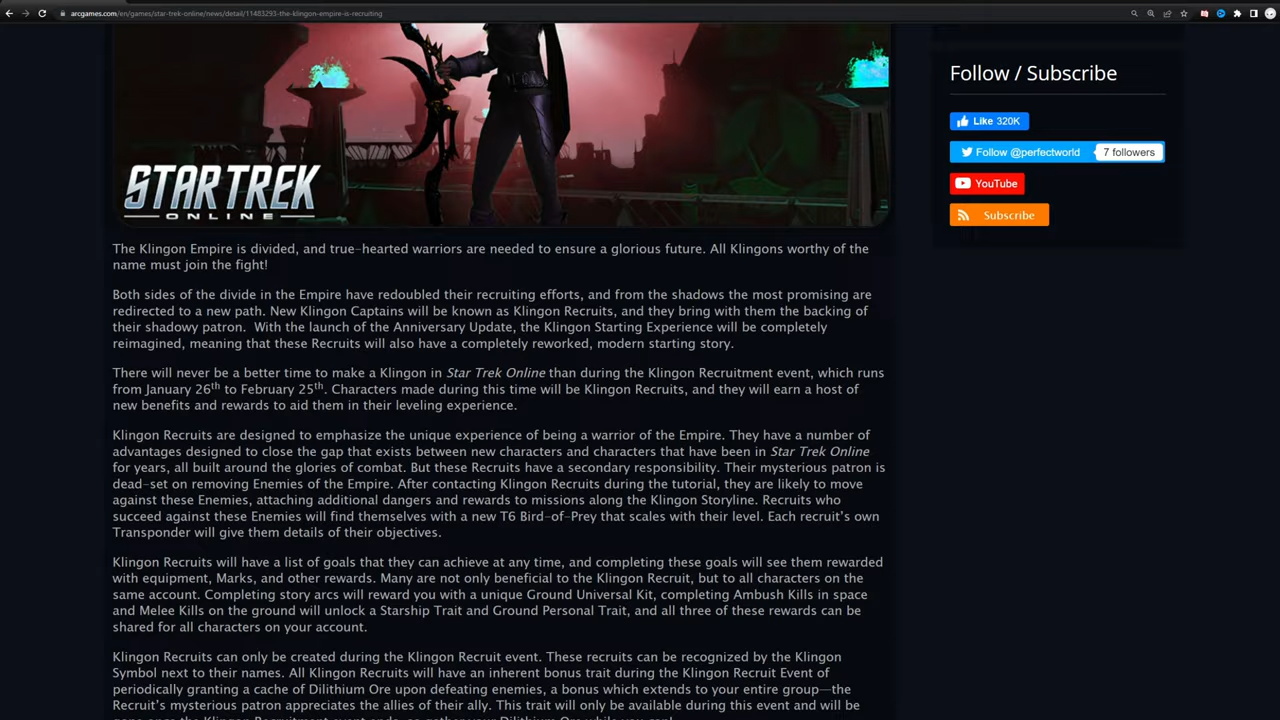 arcgames.com/en/games/star-trek-online/news/detail/11483293-the-klingon-empire-is-recruiting
STAR TREK
ONLINE
Follow / Subscribe
Like 320K
Follow @perfectworld 7 followers
YouTube
Subscribe
The Klingon Empire is divided, and true-hearted warriors are needed to ensure a glorious future. All Klingons worthy of the
name must join the fight!
Both sides of the divide in the Empire have redoubled their recruiting efforts, and from the shadows the most promising are
redirected to a new path. New Klingon Captains will be known as Klingon Recruits, and they bring with them the backing of
their shadowy patron. With the launch of the Anniversary Update, the Klingon Starting Experience will be completely
reimagined, meaning that these Recruits will also have a completely reworked, modern starting story.
There will never be a better time to make a Klingon in Star Trek Online than during the Klingon Recruitment event, which runs
from January 26th to February 25th. Characters made during this time will be Klingon Recruits, and they will earn a host of
new benefits and rewards to aid them in their leveling experience.
Klingon Recruits are designed to emphasize the unique experience of being a warrior of the Empire. They have a number of
advantages designed to close the gap that exists between new characters and characters that have been in Star Trek Online
for years, all built around the glories of combat. But these Recruits have a secondary responsibility. Their mysterious patron is
dead-set on removing Enemies of the Empire. After contacting Klingon Recruits during the tutorial, they are likely to move
against these Enemies, attaching additional dangers and rewards to missions along the Klingon Storyline. Recruits who
succeed against these Enemies will find themselves with a new T6 Bird-of-Prey that scales with their level. Each recruit's own
Transponder will give them details of their objectives.
Klingon Recruits will have a list of goals that they can achieve at any time, and completing these goals will see them rewarded
with equipment, Marks, and other rewards. Many are not only beneficial to the Klingon Recruit, but to all characters on the
same account. Completing story arcs will reward you with a unique Ground Universal Kit, completing Ambush Kills in space
and Melee Kills on the ground will unlock a Starship Trait and Ground Personal Trait, and all three of these rewards can be
shared for all characters on your account.
Klingon Recruits can only be created during the Klingon Recruit event. These recruits can be recognized by the Klingon
Symbol next to their names. All Klingon Recruits will have an inherent bonus trait during the Klingon Recruit Event of
periodically granting a cache of Dilithium Ore upon defeating enemies, a bonus which extends to your entire group—the
Recruit's mysterious patron appreciates the allies of their ally. This trait will only be available during this event and will be